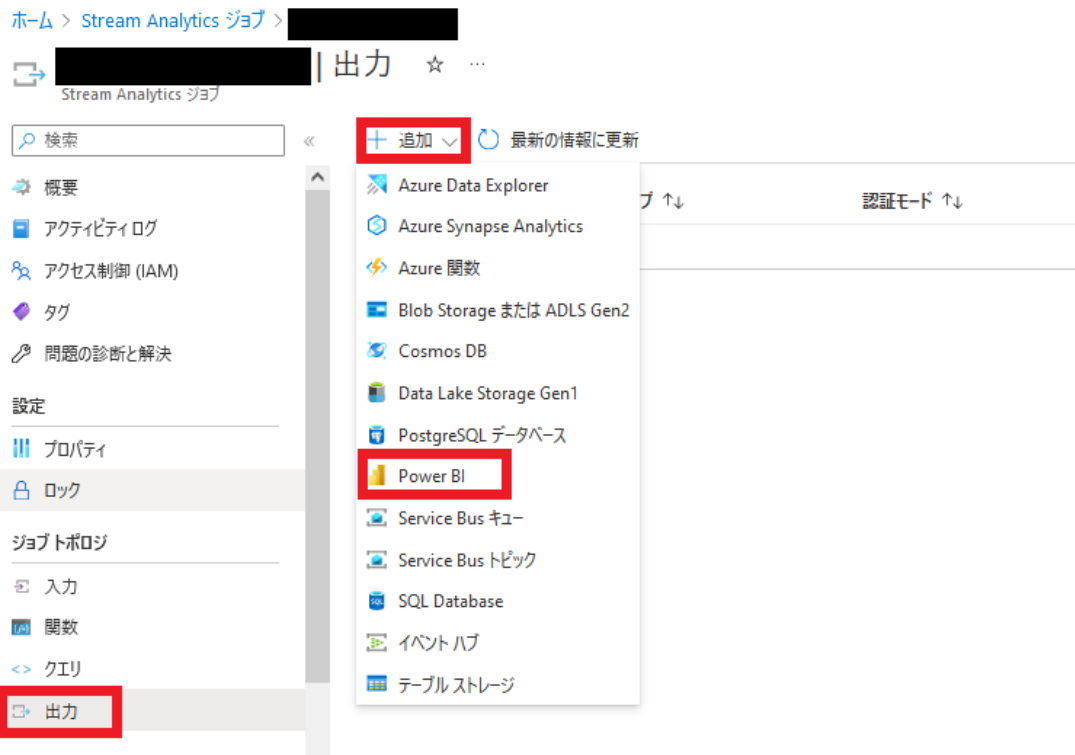 ホーム > Stream Analytics ジョブ >
| 出力 ☆ …
Stream Analytics ジョブ
検索 «
概要
アクティビティ ログ
アクセス制御 (IAM)
タグ
問題の診断と解決
設定
プロパティ
ロック
ジョブ トポロジ
入力
関数
クエリ
出力
＋ 追加 最新の情報に更新
Azure Data Explorer
Azure Synapse Analytics
Azure 関数
Blob Storage または ADLS Gen2
Cosmos DB
Data Lake Storage Gen1
PostgreSQL データベース
Power BI
Service Bus キュー
Service Bus トピック
SQL Database
イベント ハブ
テーブル ストレージ
プ ↑↓ 認証モード ↑↓